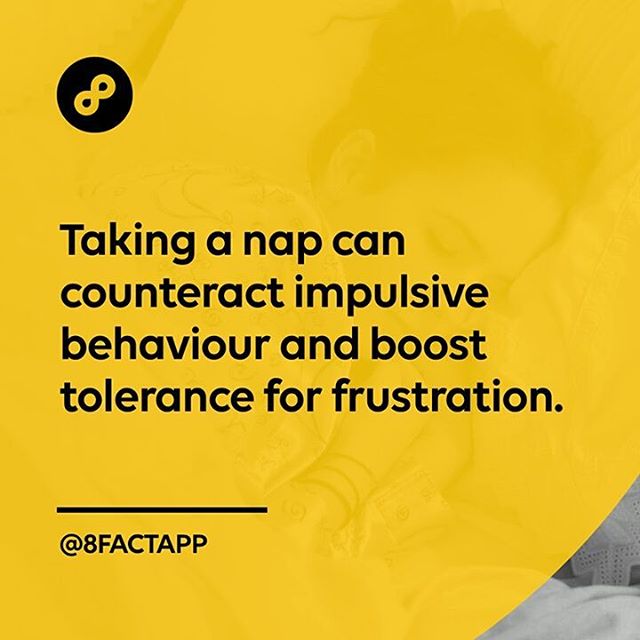 Taking a nap can
counteract impulsive
behaviour and boost
tolerance for frustration.
@8FACTAPP